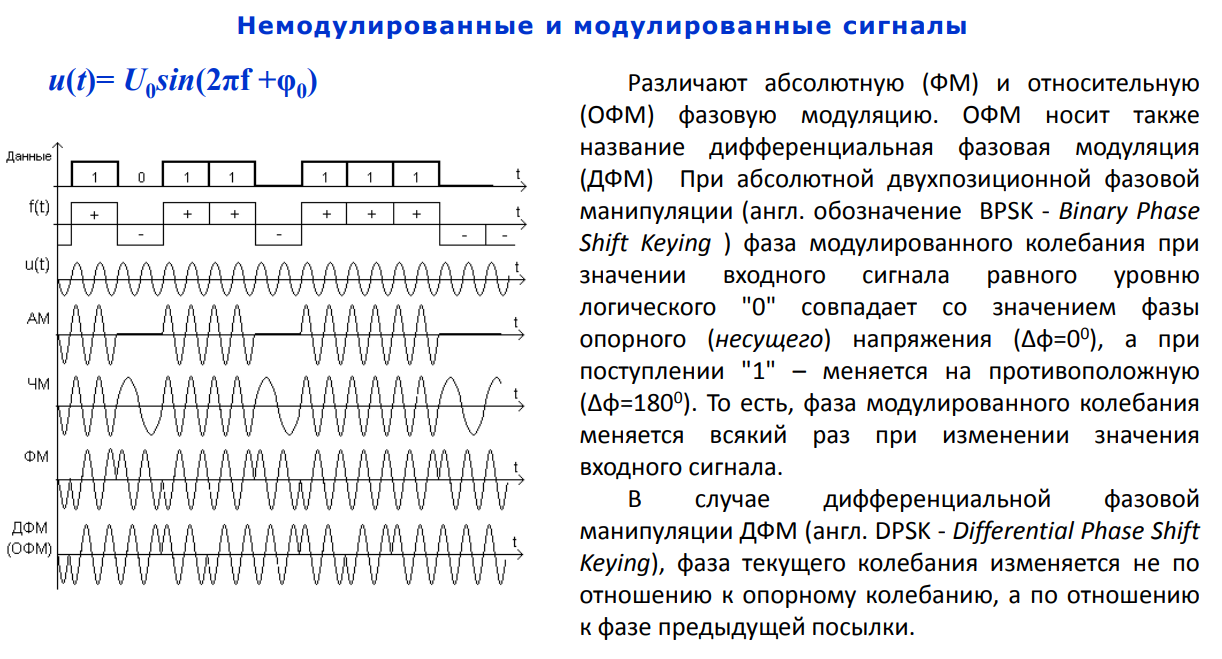 Немодулированные и модулированные сигналы
u(t)= U₀sin(2πf +φ₀)
Данные
1 0 1 1 1 1 1 t
f(t)
+ - + + - + + + - - t
u(t) t
АМ t
ЧМ t
ФМ t
ДФМ
(ОФМ) t
Различают абсолютную (ФМ) и относительную
(ОФМ) фазовую модуляцию. ОФМ носит также
название дифференциальная фазовая модуляция
(ДФМ) При абсолютной двухпозиционной фазовой
манипуляции (англ. обозначение BPSK - Binary Phase
Shift Keying ) фаза модулированного колебания при
значении входного сигнала равного уровню
логического "0" совпадает со значением фазы
опорного (несущего) напряжения (Δф=0⁰), а при
поступлении "1" – меняется на противоположную
(Δф=180⁰). То есть, фаза модулированного колебания
меняется всякий раз при изменении значения
входного сигнала.
В случае дифференциальной фазовой
манипуляции ДФМ (англ. DPSK - Differential Phase Shift
Keying), фаза текущего колебания изменяется не по
отношению к опорному колебанию, а по отношению
к фазе предыдущей посылки.